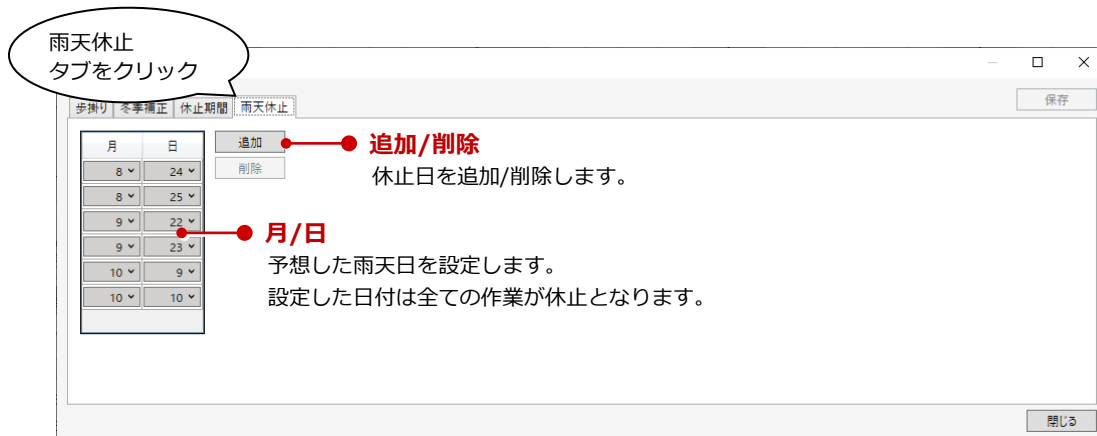 雨天休止
タブをクリック
歩掛り 冬季補正 休止期間 雨天休止
保存
月 日
追加
削除
8 24
8 25
9 22
9 23
10 9
10 10
追加/削除
休止日を追加/削除します。
月/日
予想した雨天日を設定します。
設定した日付は全ての作業が休止となります。
閉じる